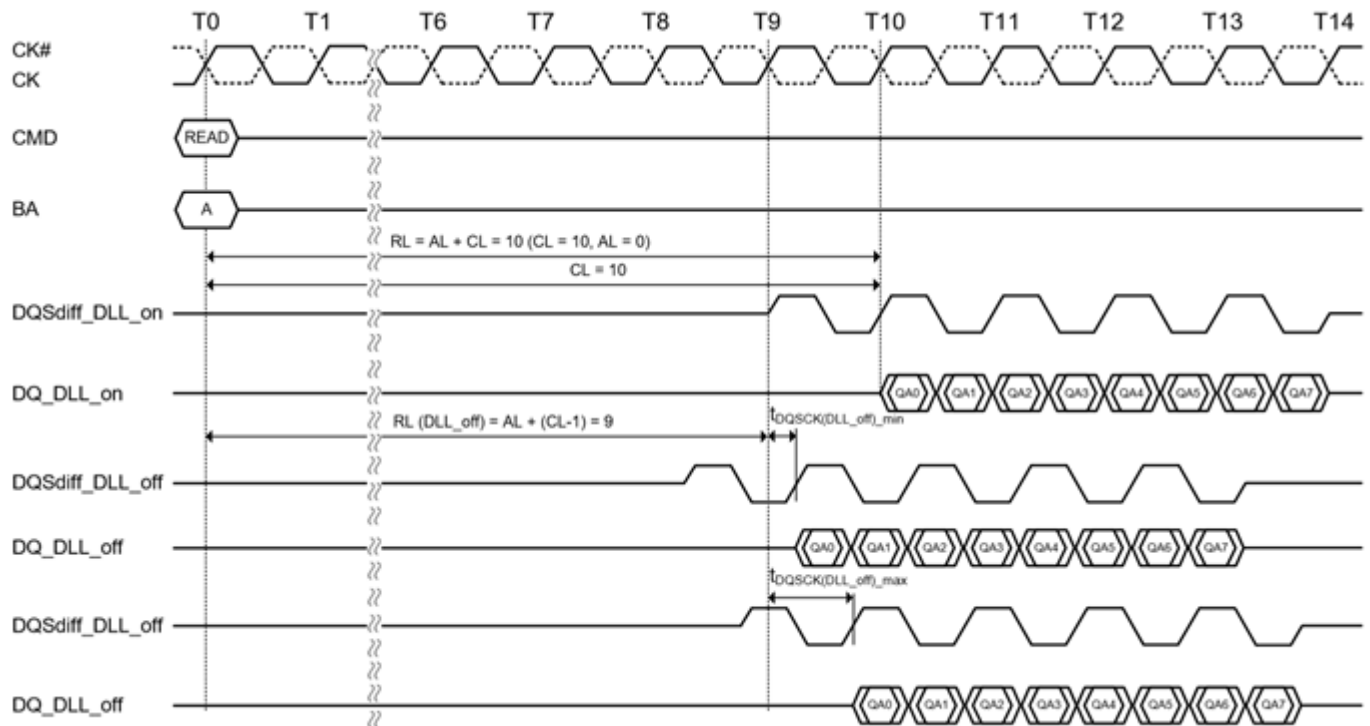 T0 T1 T6 T7 T8 T9 T10 T11 T12 T13 T14
CK#
CK
CMD READ
BA A
RL = AL + CL = 10 (CL = 10, AL = 0)
CL = 10
DQSdiff_DLL_on
DQ_DLL_on QA0 QA1 QA2 QA3 QA4 QA5 QA6 QA7
RL (DLL_off) = AL + (CL-1) = 9 tDQSCK(DLL_off)_min
DQSdiff_DLL_off
DQ_DLL_off QA0 QA1 QA2 QA3 QA4 QA5 QA6 QA7
tDQSCK(DLL_off)_max
DQSdiff_DLL_off
DQ_DLL_off QA0 QA1 QA2 QA3 QA4 QA5 QA6 QA7